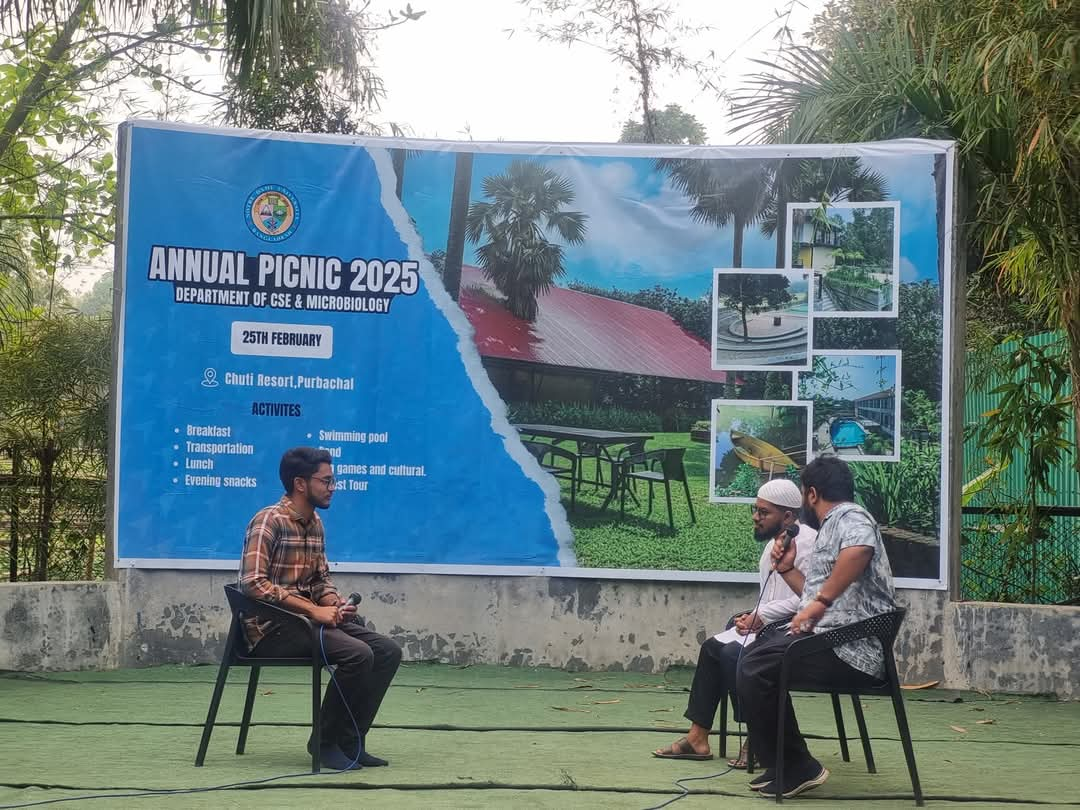 ANNUAL PICNIC 2025
DEPARTMENT OF CSE & MICROBIOLOGY
25TH FEBRUARY
Chuti Resort,Purbachal
ACTIVITES
• Breakfast
• Transportation
• Lunch
• Evening snacks
• Swimming pool
games and cultural.
Tour